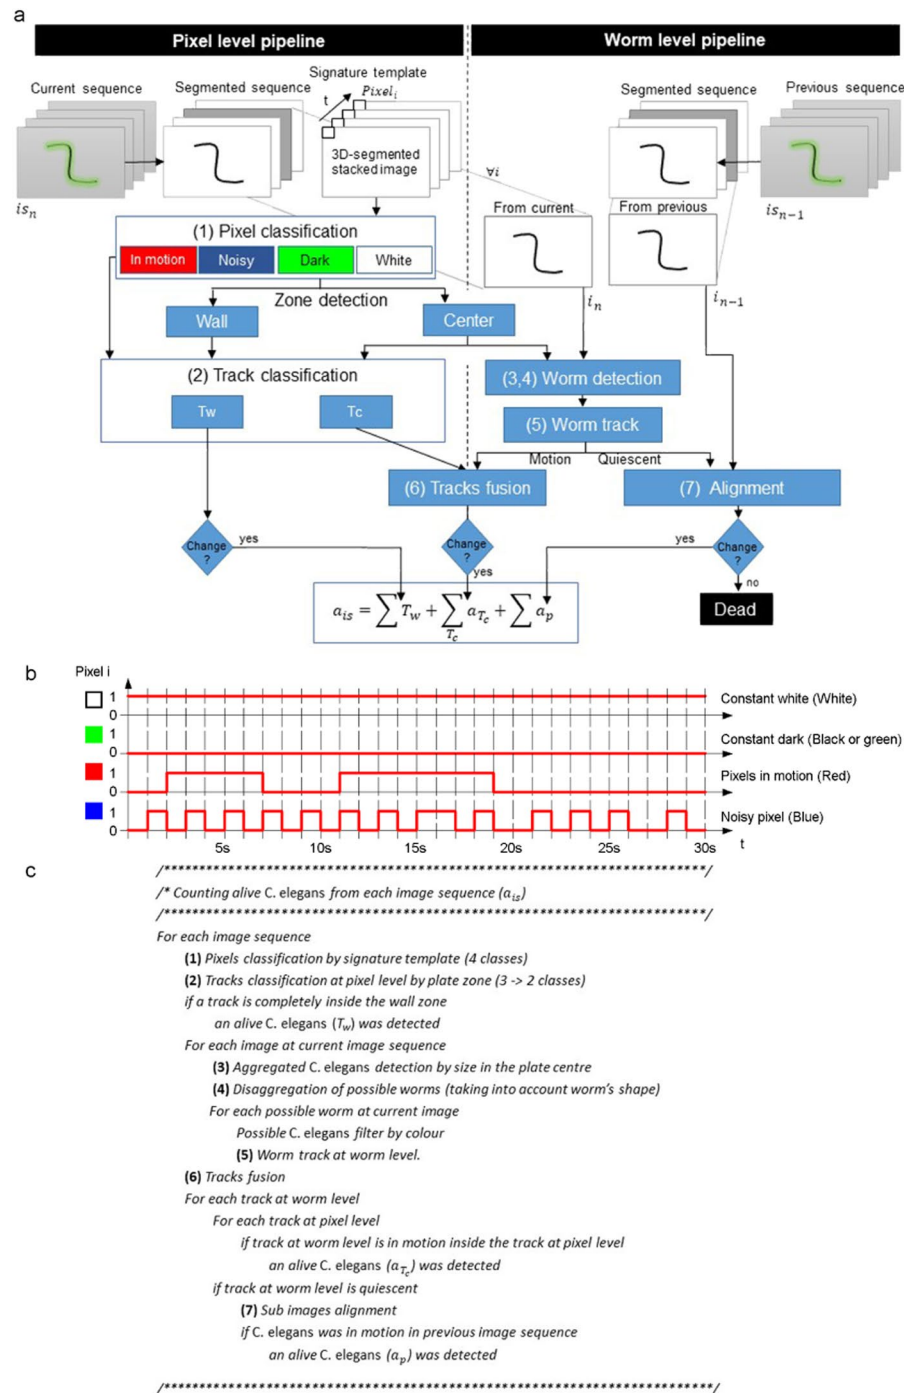 a
Pixel level pipeline
Worm level pipeline
Signature template
Current sequence
Segmented sequence
t
Pixel_i
Segmented sequence
Previous sequence
3D-segmented
stacked image
∀i
is_n
From current
From previous
is_{n-1}
(1) Pixel classification
In motion
Noisy
Dark
White
Zone detection
i_n
i_{n-1}
Wall
Center
(2) Track classification
(3,4) Worm detection
Tw
Tc
(5) Worm track
Motion
Quiescent
(6) Tracks fusion
(7) Alignment
Change ?
yes
Change ?
yes
yes
Change ?
no
a_{is} = ∑ T_w + ∑_{T_c} a_{T_c} + ∑ a_p
Dead
b
Pixel i
1
0
Constant white (White)
1
0
Constant dark (Black or green)
1
0
Pixels in motion (Red)
1
0
Noisy pixel (Blue)
5s 10s 15s 20s 25s 30s t
c
/***********************************************************************/
/* Counting alive C. elegans from each image sequence (a_{is})
/***********************************************************************/
For each image sequence
(1) Pixels classification by signature template (4 classes)
(2) Tracks classification at pixel level by plate zone (3 -> 2 classes)
if a track is completely inside the wall zone
an alive C. elegans (T_w) was detected
For each image at current image sequence
(3) Aggregated C. elegans detection by size in the plate centre
(4) Disaggregation of possible worms (taking into account worm's shape)
For each possible worm at current image
Possible C. elegans filter by colour
(5) Worm track at worm level.
(6) Tracks fusion
For each track at worm level
For each track at pixel level
if track at worm level is in motion inside the track at pixel level
an alive C. elegans (a_{T_c}) was detected
if track at worm level is quiescent
(7) Sub images alignment
if C. elegans was in motion in previous image sequence
an alive C. elegans (a_p) was detected
/***********************************************************************/